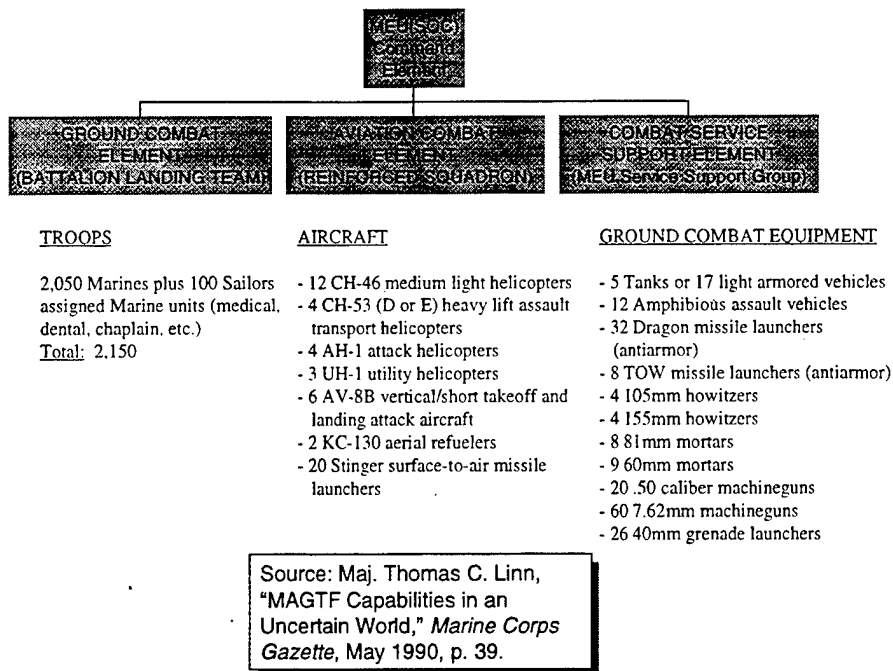 MEU(SOC)
Command
Element
GROUND COMBAT
ELEMENT
(BATTALION LANDING TEAM)
AVIATION COMBAT
ELEMENT
(REINFORCED SQUADRON)
COMBAT SERVICE
SUPPORT ELEMENT
(MEU Service Support Group)
TROOPS
2,050 Marines plus 100 Sailors
assigned Marine units (medical,
dental, chaplain, etc.)
Total: 2,150
AIRCRAFT
- 12 CH-46 medium light helicopters
- 4 CH-53 (D or E) heavy lift assault
transport helicopters
- 4 AH-1 attack helicopters
- 3 UH-1 utility helicopters
- 6 AV-8B vertical/short takeoff and
landing attack aircraft
- 2 KC-130 aerial refuelers
- 20 Stinger surface-to-air missile
launchers
GROUND COMBAT EQUIPMENT
- 5 Tanks or 17 light armored vehicles
- 12 Amphibious assault vehicles
- 32 Dragon missile launchers
(antiarmor)
- 8 TOW missile launchers (antiarmor)
- 4 105mm howitzers
- 4 155mm howitzers
- 8 81mm mortars
- 9 60mm mortars
- 20 .50 caliber machineguns
- 60 7.62mm machineguns
- 26 40mm grenade launchers
Source: Maj. Thomas C. Linn,
"MAGTF Capabilities in an
Uncertain World," Marine Corps
Gazette, May 1990, p. 39.